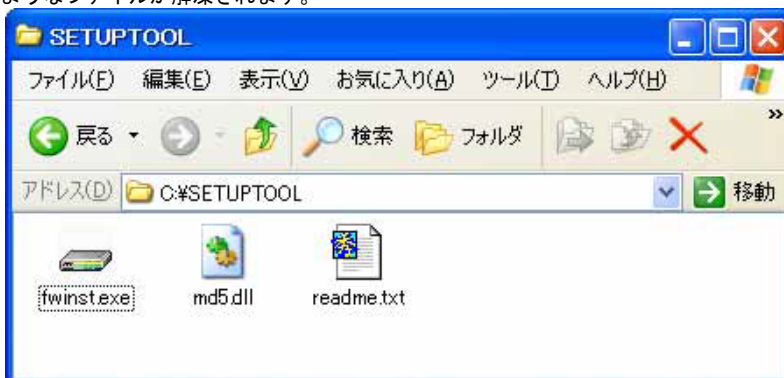 ようなファイルが解凍されます。
SETUPTOOL
ファイル(F) 編集(E) 表示(V) お気に入り(A) ツール(T) ヘルプ(H)
戻る 検索 フォルダ »
アドレス(D) C:¥SETUPTOOL 移動
fwinst.exe md5.dll readme.txt